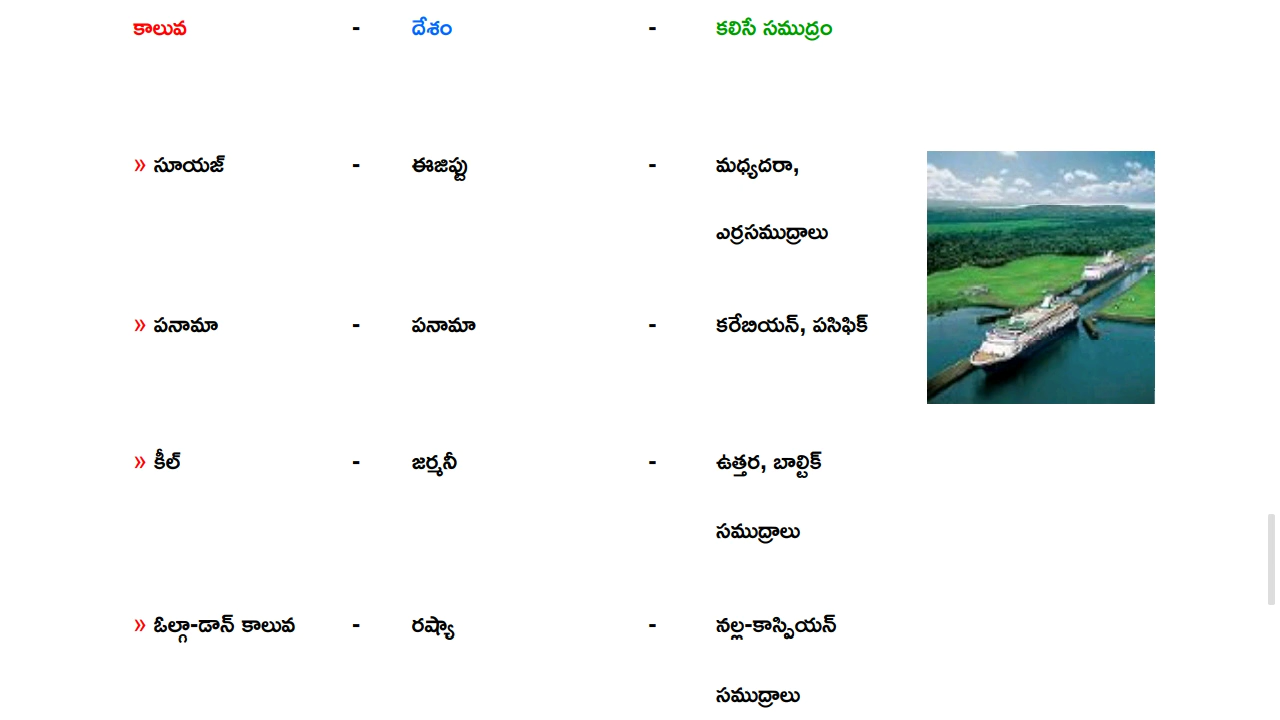 కాలువ - దేశం - కలిసే సముద్రం
» సూయజ్ - ఈజిప్టు - మధ్యదరా,
ఎర్రసముద్రాలు
» పనామా - పనామా - కరేబియన్, పసిఫిక్
» కీల్ - జర్మనీ - ఉత్తర, బాల్టిక్
సముద్రాలు
» ఓల్గా-డాన్ కాలువ - రష్యా - నల్ల-కాస్పియన్
సముద్రాలు